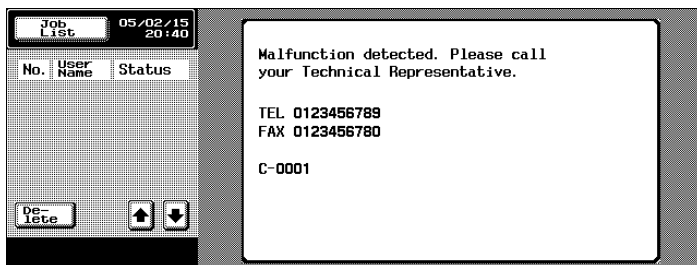 Job
List
05/02/15
20:40
No.
User
Name
Status
De-
lete
Malfunction detected. Please call
your Technical Representative.
TEL 0123456789
FAX 0123456780
C-0001